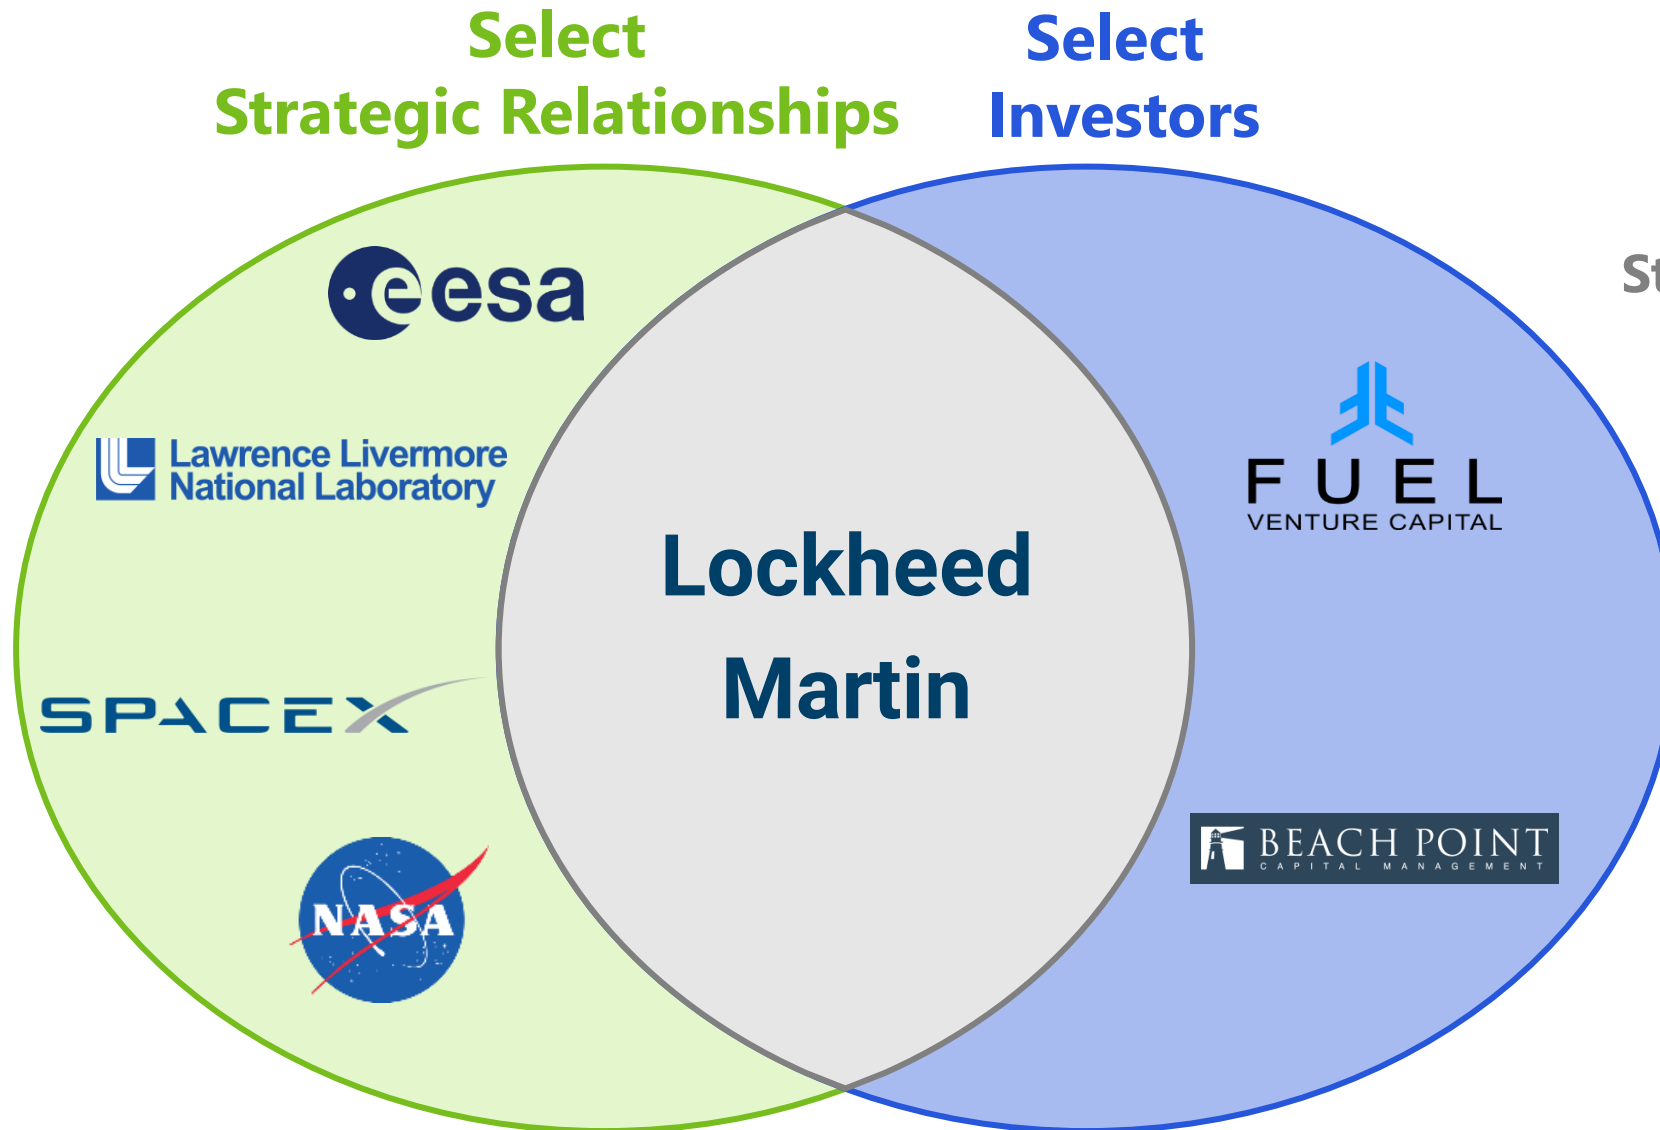 Select
Strategic Relationships
Select
Investors
esa
Lawrence Livermore
National Laboratory
SPACEX
NASA
Lockheed
Martin
FUEL
VENTURE CAPITAL
BEACH POINT
CAPITAL MANAGEMENT